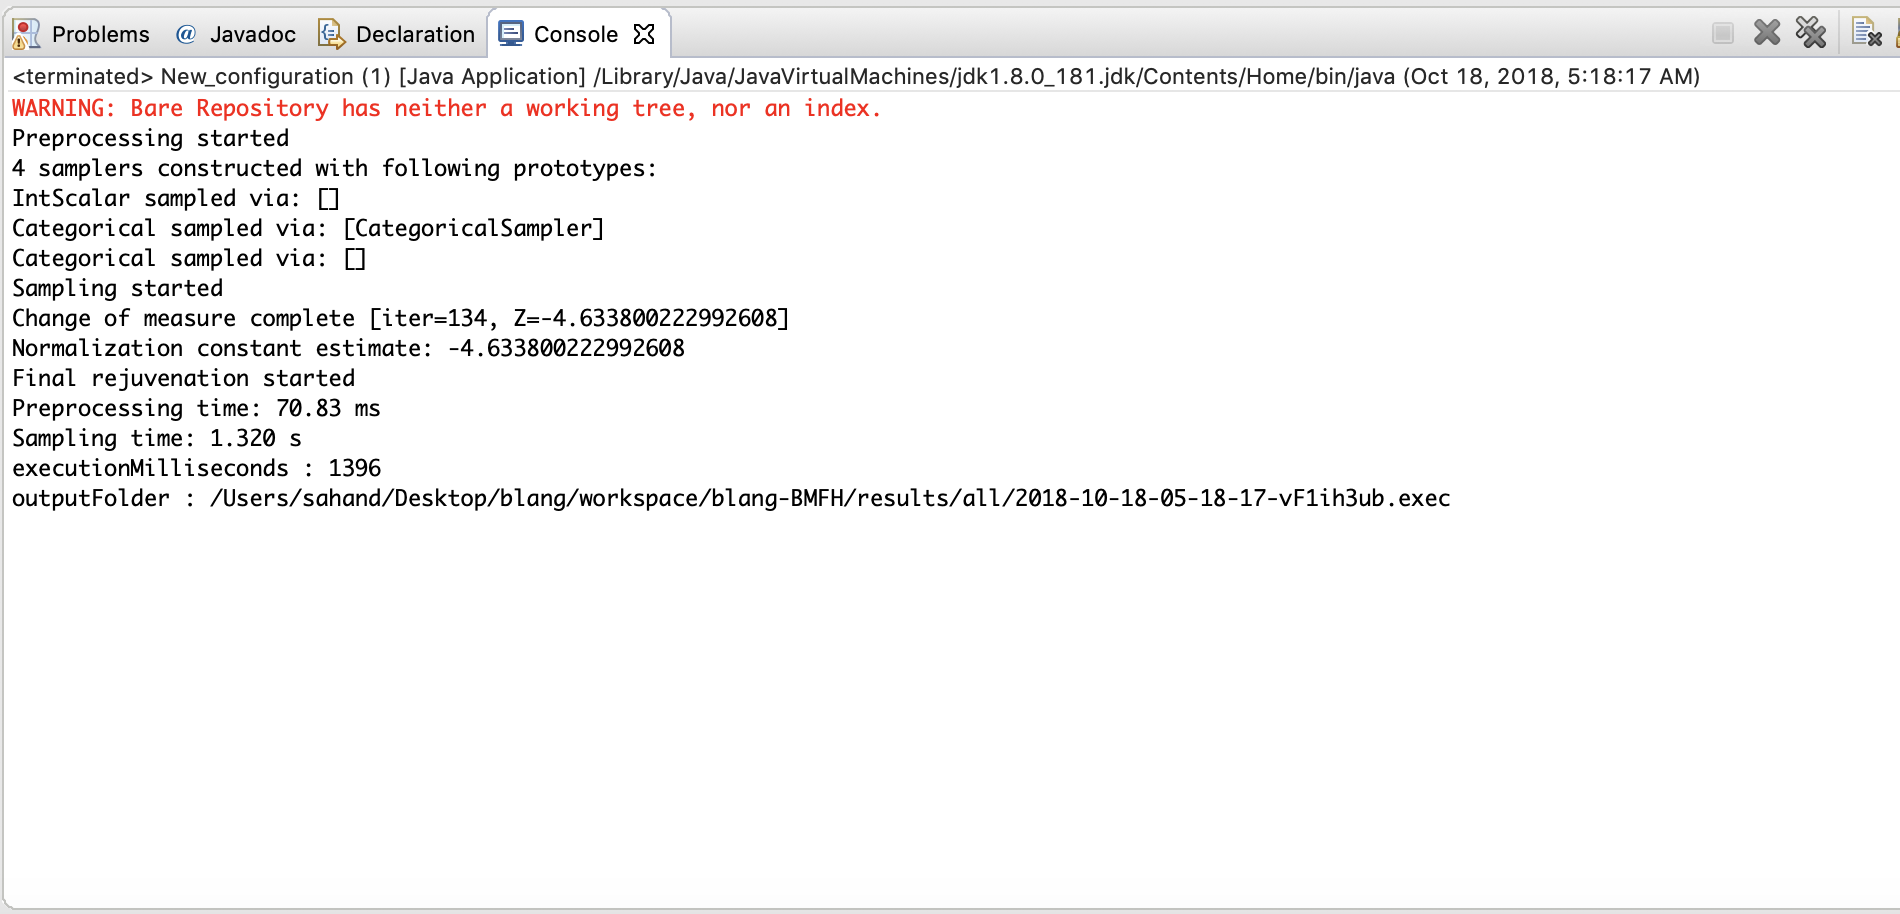 Problems @ Javadoc Declaration Console
<terminated> New_configuration (1) [Java Application] /Library/Java/JavaVirtualMachines/jdk1.8.0_181.jdk/Contents/Home/bin/java (Oct 18, 2018, 5:18:17 AM)
WARNING: Bare Repository has neither a working tree, nor an index.
Preprocessing started
4 samplers constructed with following prototypes:
IntScalar sampled via: []
Categorical sampled via: [CategoricalSampler]
Categorical sampled via: []
Sampling started
Change of measure complete [iter=134, Z=-4.633800222992608]
Normalization constant estimate: -4.633800222992608
Final rejuvenation started
Preprocessing time: 70.83 ms
Sampling time: 1.320 s
executionMilliseconds : 1396
outputFolder : /Users/sahand/Desktop/blang/workspace/blang-BMFH/results/all/2018-10-18-05-18-17-vF1ih3ub.exec